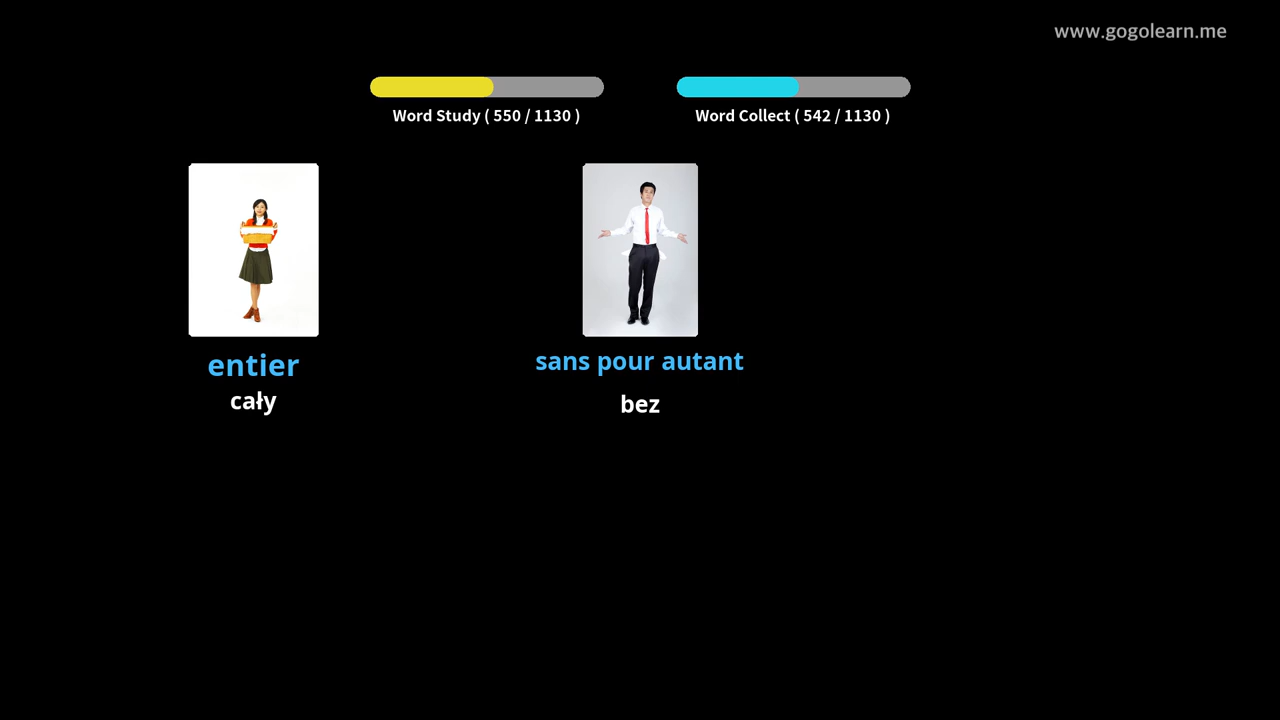 www.gogolearn.me
Word Study ( 550 / 1130 )
Word Collect ( 542 / 1130 )
entier
cały
sans pour autant
bez